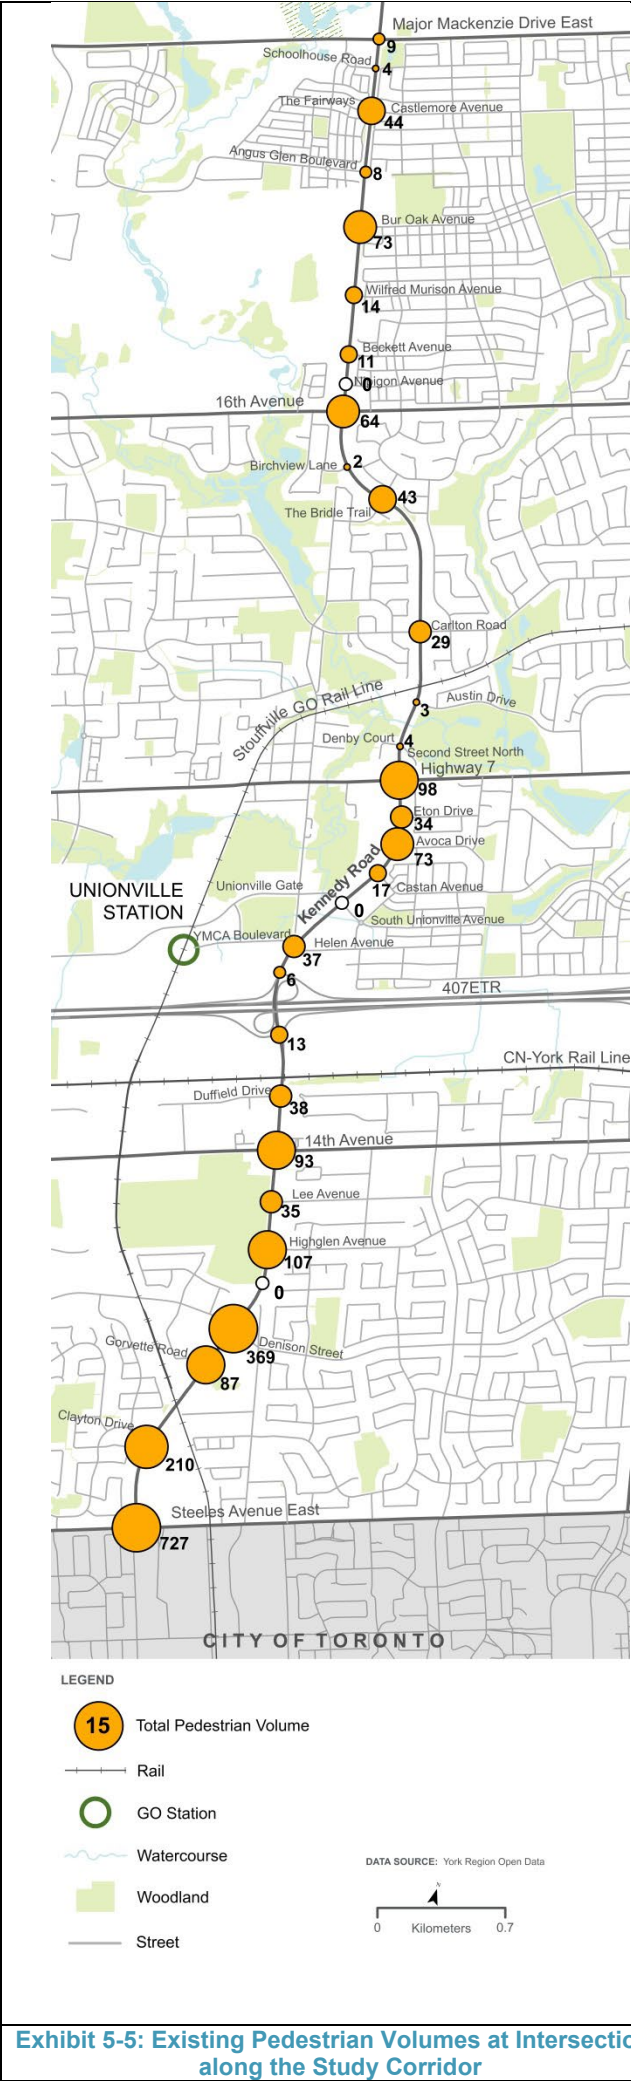 Major Mackenzie Drive East
9
Schoolhouse Road
4
The Fairways
Castlemore Avenue
44
Angus Glen Boulevard
8
Bur Oak Avenue
73
Wilfred Murison Avenue
14
Beckett Avenue
11
Nipigon Avenue
0
16th Avenue
64
Birchview Lane
2
The Bridle Trail
43
Carlton Road
29
Stouffville GO Rail Line
Austin Drive
3
Denby Court
4
Second Street North
Highway 7
98
Eton Drive
34
Avoca Drive
73
Kennedy Road
17
Castan Avenue
UNIONVILLE
STATION
Unionville Gate
0
South Unionville Avenue
YMCA Boulevard
Helen Avenue
37
6
407ETR
13
CN-York Rail Line
Duffield Drive
38
14th Avenue
93
Lee Avenue
35
Highglen Avenue
107
0
Denison Street
369
Gorvette Road
87
Clayton Drive
210
Steeles Avenue East
727
CITY OF TORONTO
LEGEND
15 Total Pedestrian Volume
Rail
GO Station
Watercourse
Woodland
Street
DATA SOURCE: York Region Open Data
N
0 Kilometers 0.7
Exhibit 5-5: Existing Pedestrian Volumes at Intersectio
along the Study Corridor